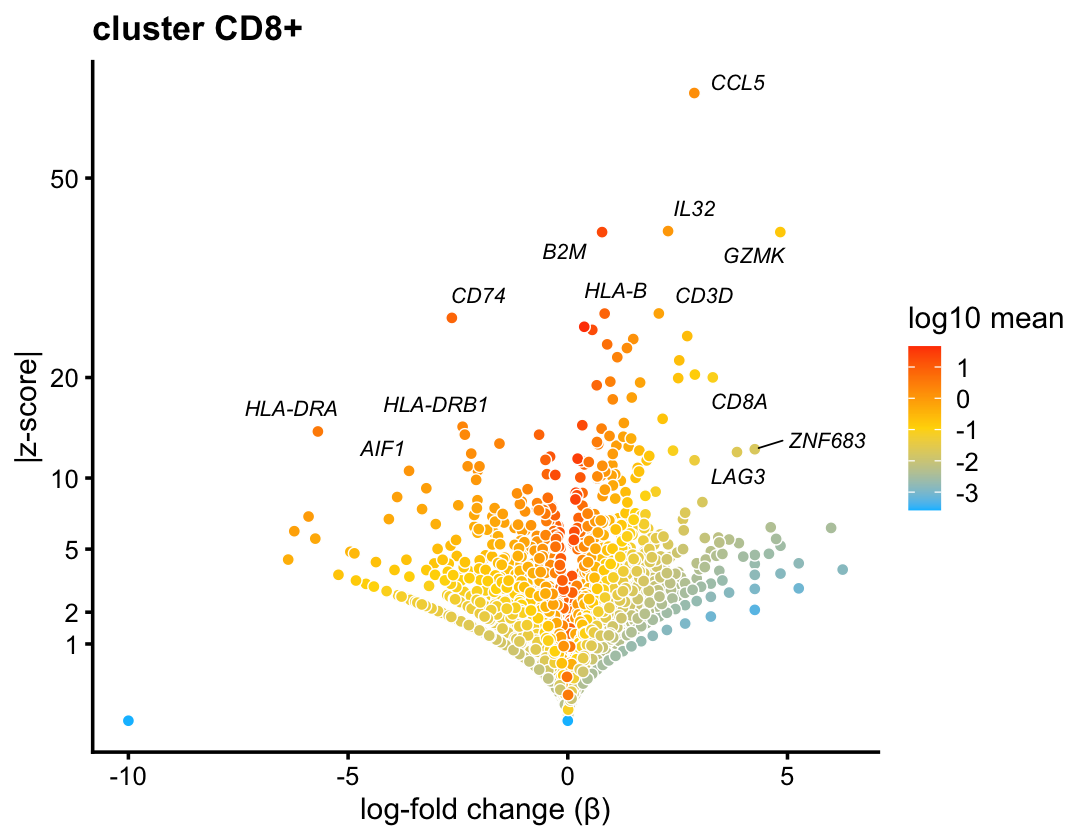 cluster CD8+
CCL5
50
IL32
B2M
GZMK
CD74
HLA-B
CD3D
log10 mean
|z-score|
20
1
0
-1
-2
-3
HLA-DRA
HLA-DRB1
CD8A
AIF1
ZNF683
10
LAG3
5
2
1
-10
-5
0
5
log-fold change (β)